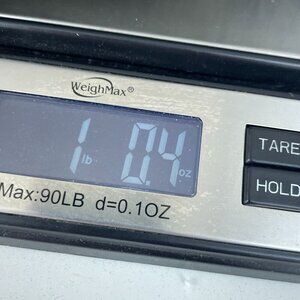 WeighMax®
1 lb 0.4 oz
TARE
HOLD
Max:90LB d=0.1OZ